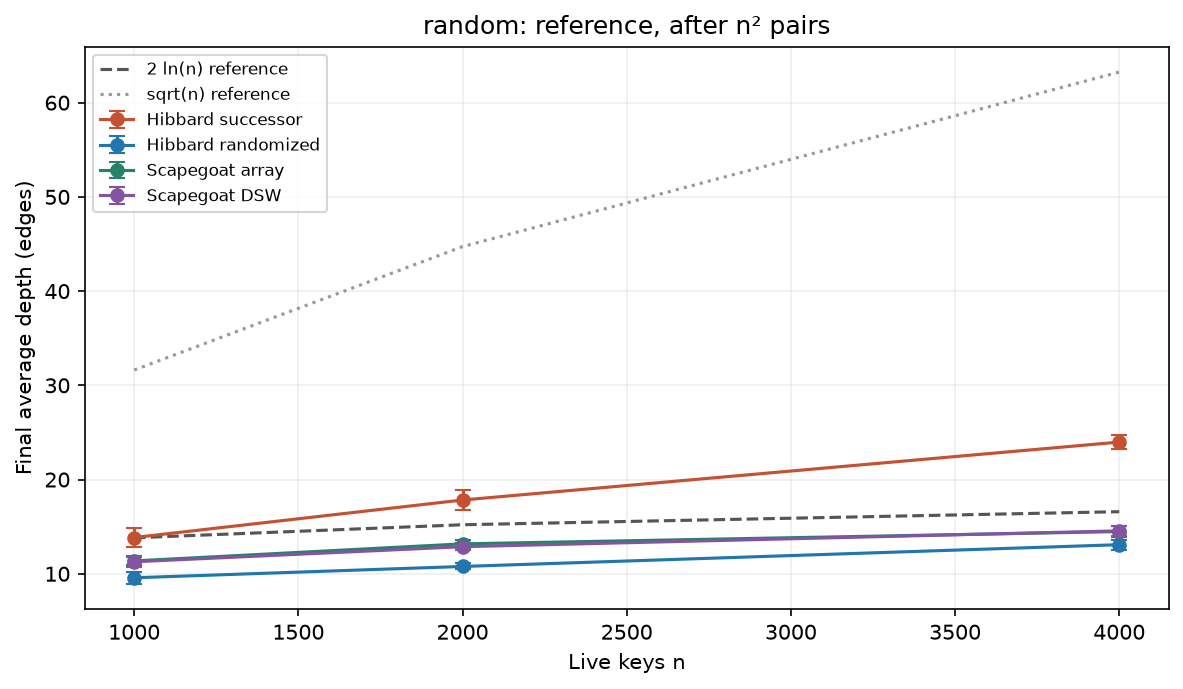 random: reference, after n² pairs
2 ln(n) reference
sqrt(n) reference
Hibbard successor
Hibbard randomized
Scapegoat array
Scapegoat DSW
Final average depth (edges)
60
50
40
30
20
10
1000 1500 2000 2500 3000 3500 4000
Live keys n